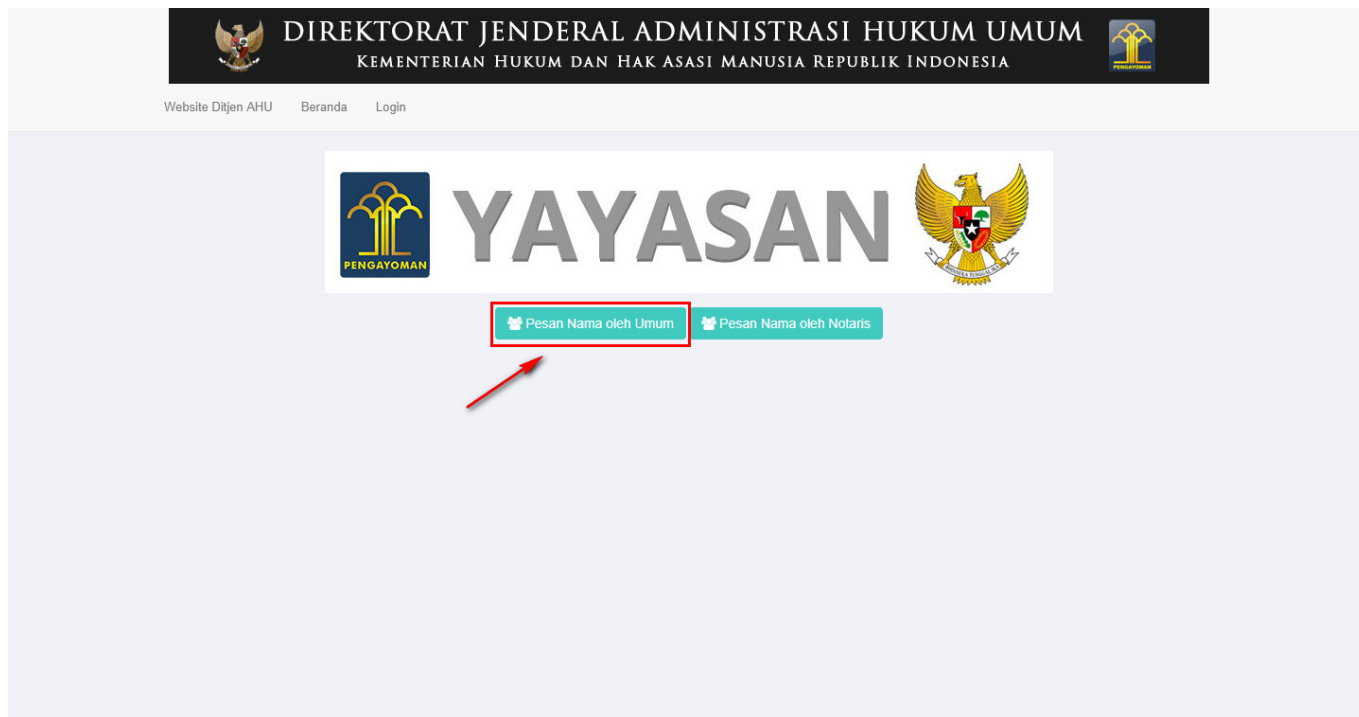 DIREKTORAT JENDERAL ADMINISTRASI HUKUM UMUM
KEMENTERIAN HUKUM DAN HAK ASASI MANUSIA REPUBLIK INDONESIA
PENGAYOMAN
Website Ditjen AHU Beranda Login
YAYASAN
PENGAYOMAN
Pesan Nama oleh Umum Pesan Nama oleh Notaris